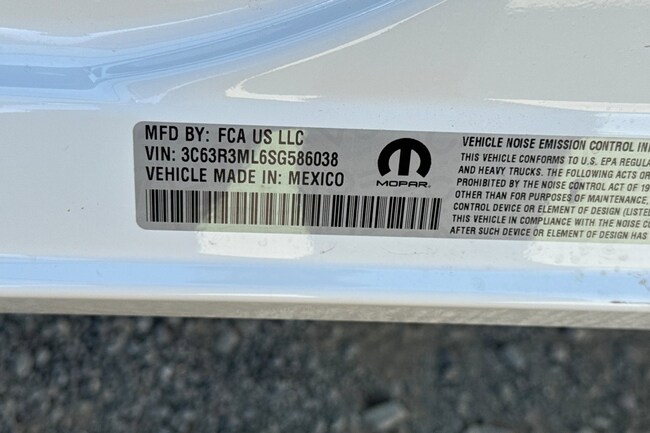 MFD BY: FCA US LLC
VIN: 3C63R3ML6SG586038
VEHICLE MADE IN: MEXICO
MOPAR
VEHICLE NOISE EMISSION CONTROL
THIS VEHICLE CONFORMS TO U.S. EPA
AND HEAVY TRUCKS. THE FOLLOWING ACTS OR
PROHIBITED BY THE NOISE CONTROL ACT OF
OTHER THAN FOR PURPOSES OF MAINTENANCE,
CONTROL DEVICE OR ELEMENT OF DESIGN (LISTED
THIS VEHICLE IN COMPLIANCE WITH THE NOISE
AFTER SUCH DEVICE OR ELEMENT OF DESIGN HAS